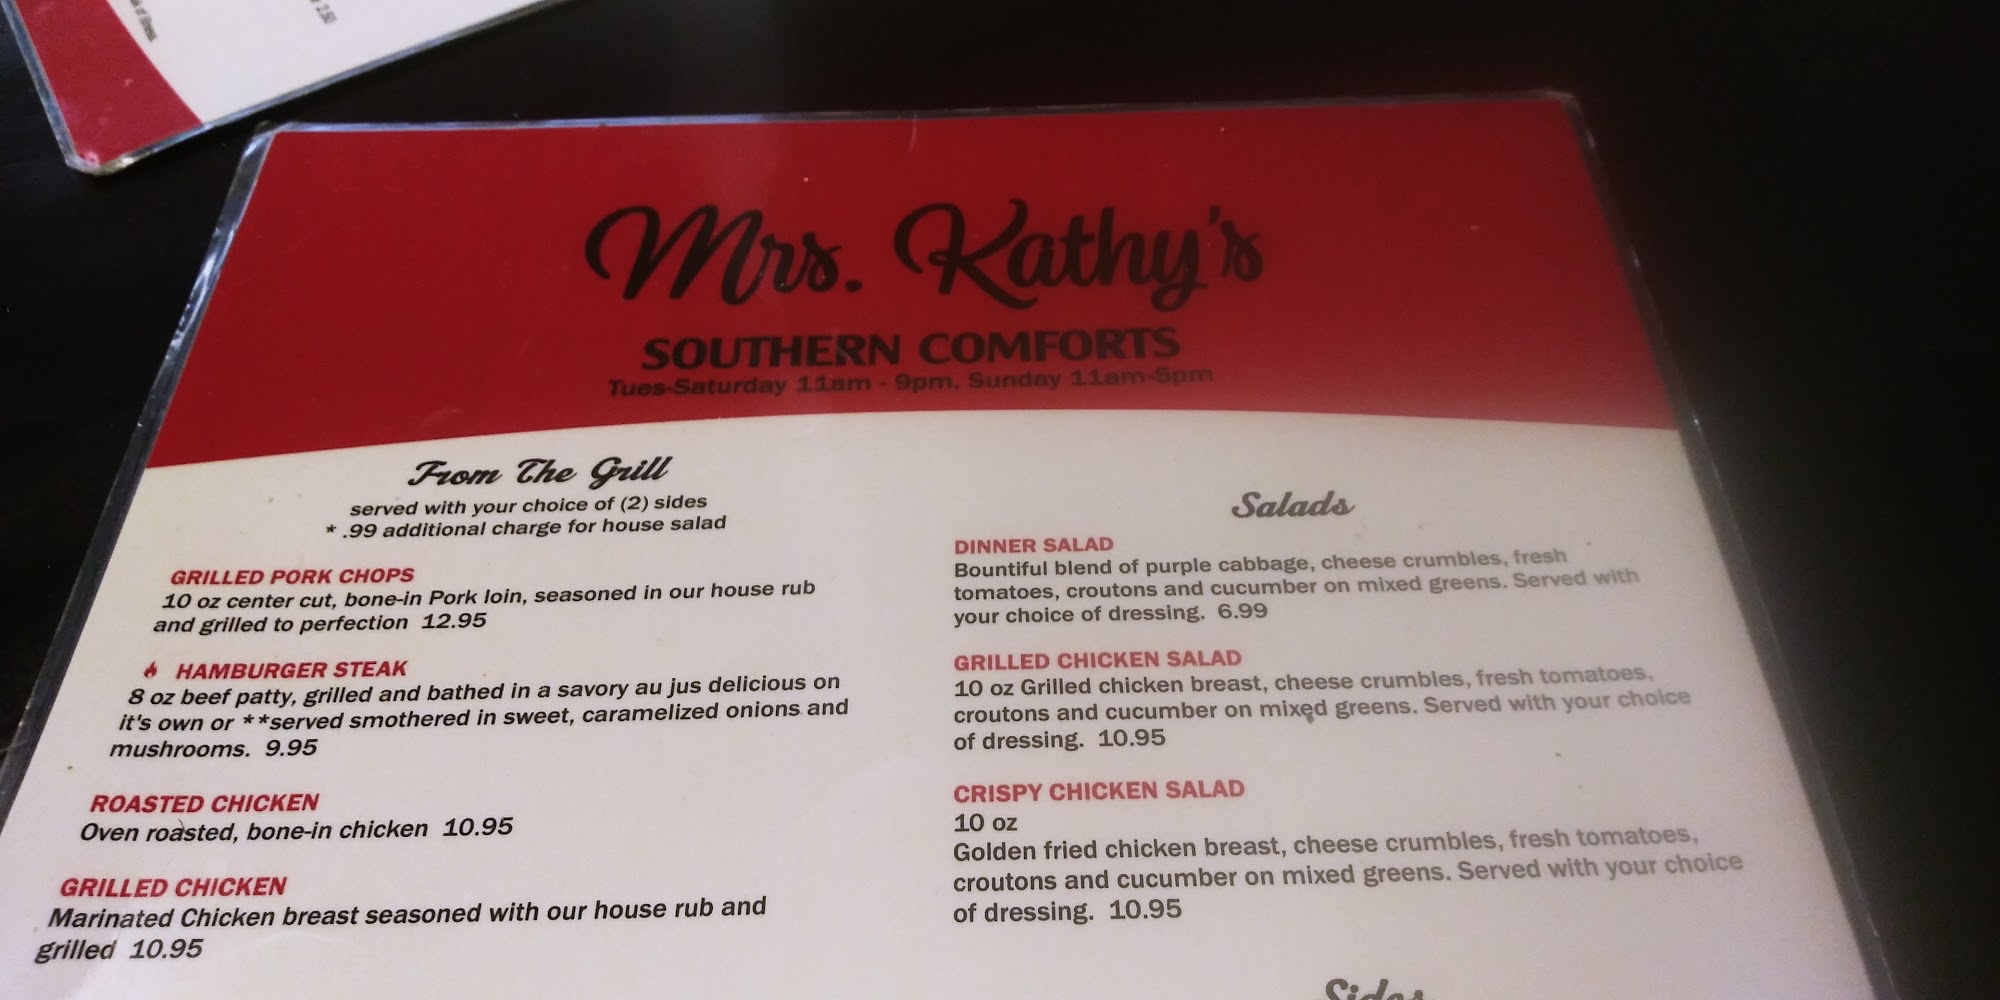 k of illness.
2.50
Mrs. Kathy's
SOUTHERN COMFORTS
Tues-Saturday 11am - 9pm, Sunday 11am-5pm
From The Grill
served with your choice of (2) sides
* .99 additional charge for house salad
GRILLED PORK CHOPS
10 oz center cut, bone-in Pork loin, seasoned in our house rub
and grilled to perfection 12.95
HAMBURGER STEAK
8 oz beef patty, grilled and bathed in a savory au jus delicious on
it's own or **served smothered in sweet, caramelized onions and
mushrooms. 9.95
ROASTED CHICKEN
Oven roasted, bone-in chicken 10.95
GRILLED CHICKEN
Marinated Chicken breast seasoned with our house rub and
grilled 10.95
Salads
DINNER SALAD
Bountiful blend of purple cabbage, cheese crumbles, fresh
tomatoes, croutons and cucumber on mixed greens. Served with
your choice of dressing. 6.99
GRILLED CHICKEN SALAD
10 oz Grilled chicken breast, cheese crumbles, fresh tomatoes,
croutons and cucumber on mixed greens. Served with your choice
of dressing. 10.95
CRISPY CHICKEN SALAD
10 oz
Golden fried chicken breast, cheese crumbles, fresh tomatoes,
croutons and cucumber on mixed greens. Served with your choice
of dressing. 10.95
Sides